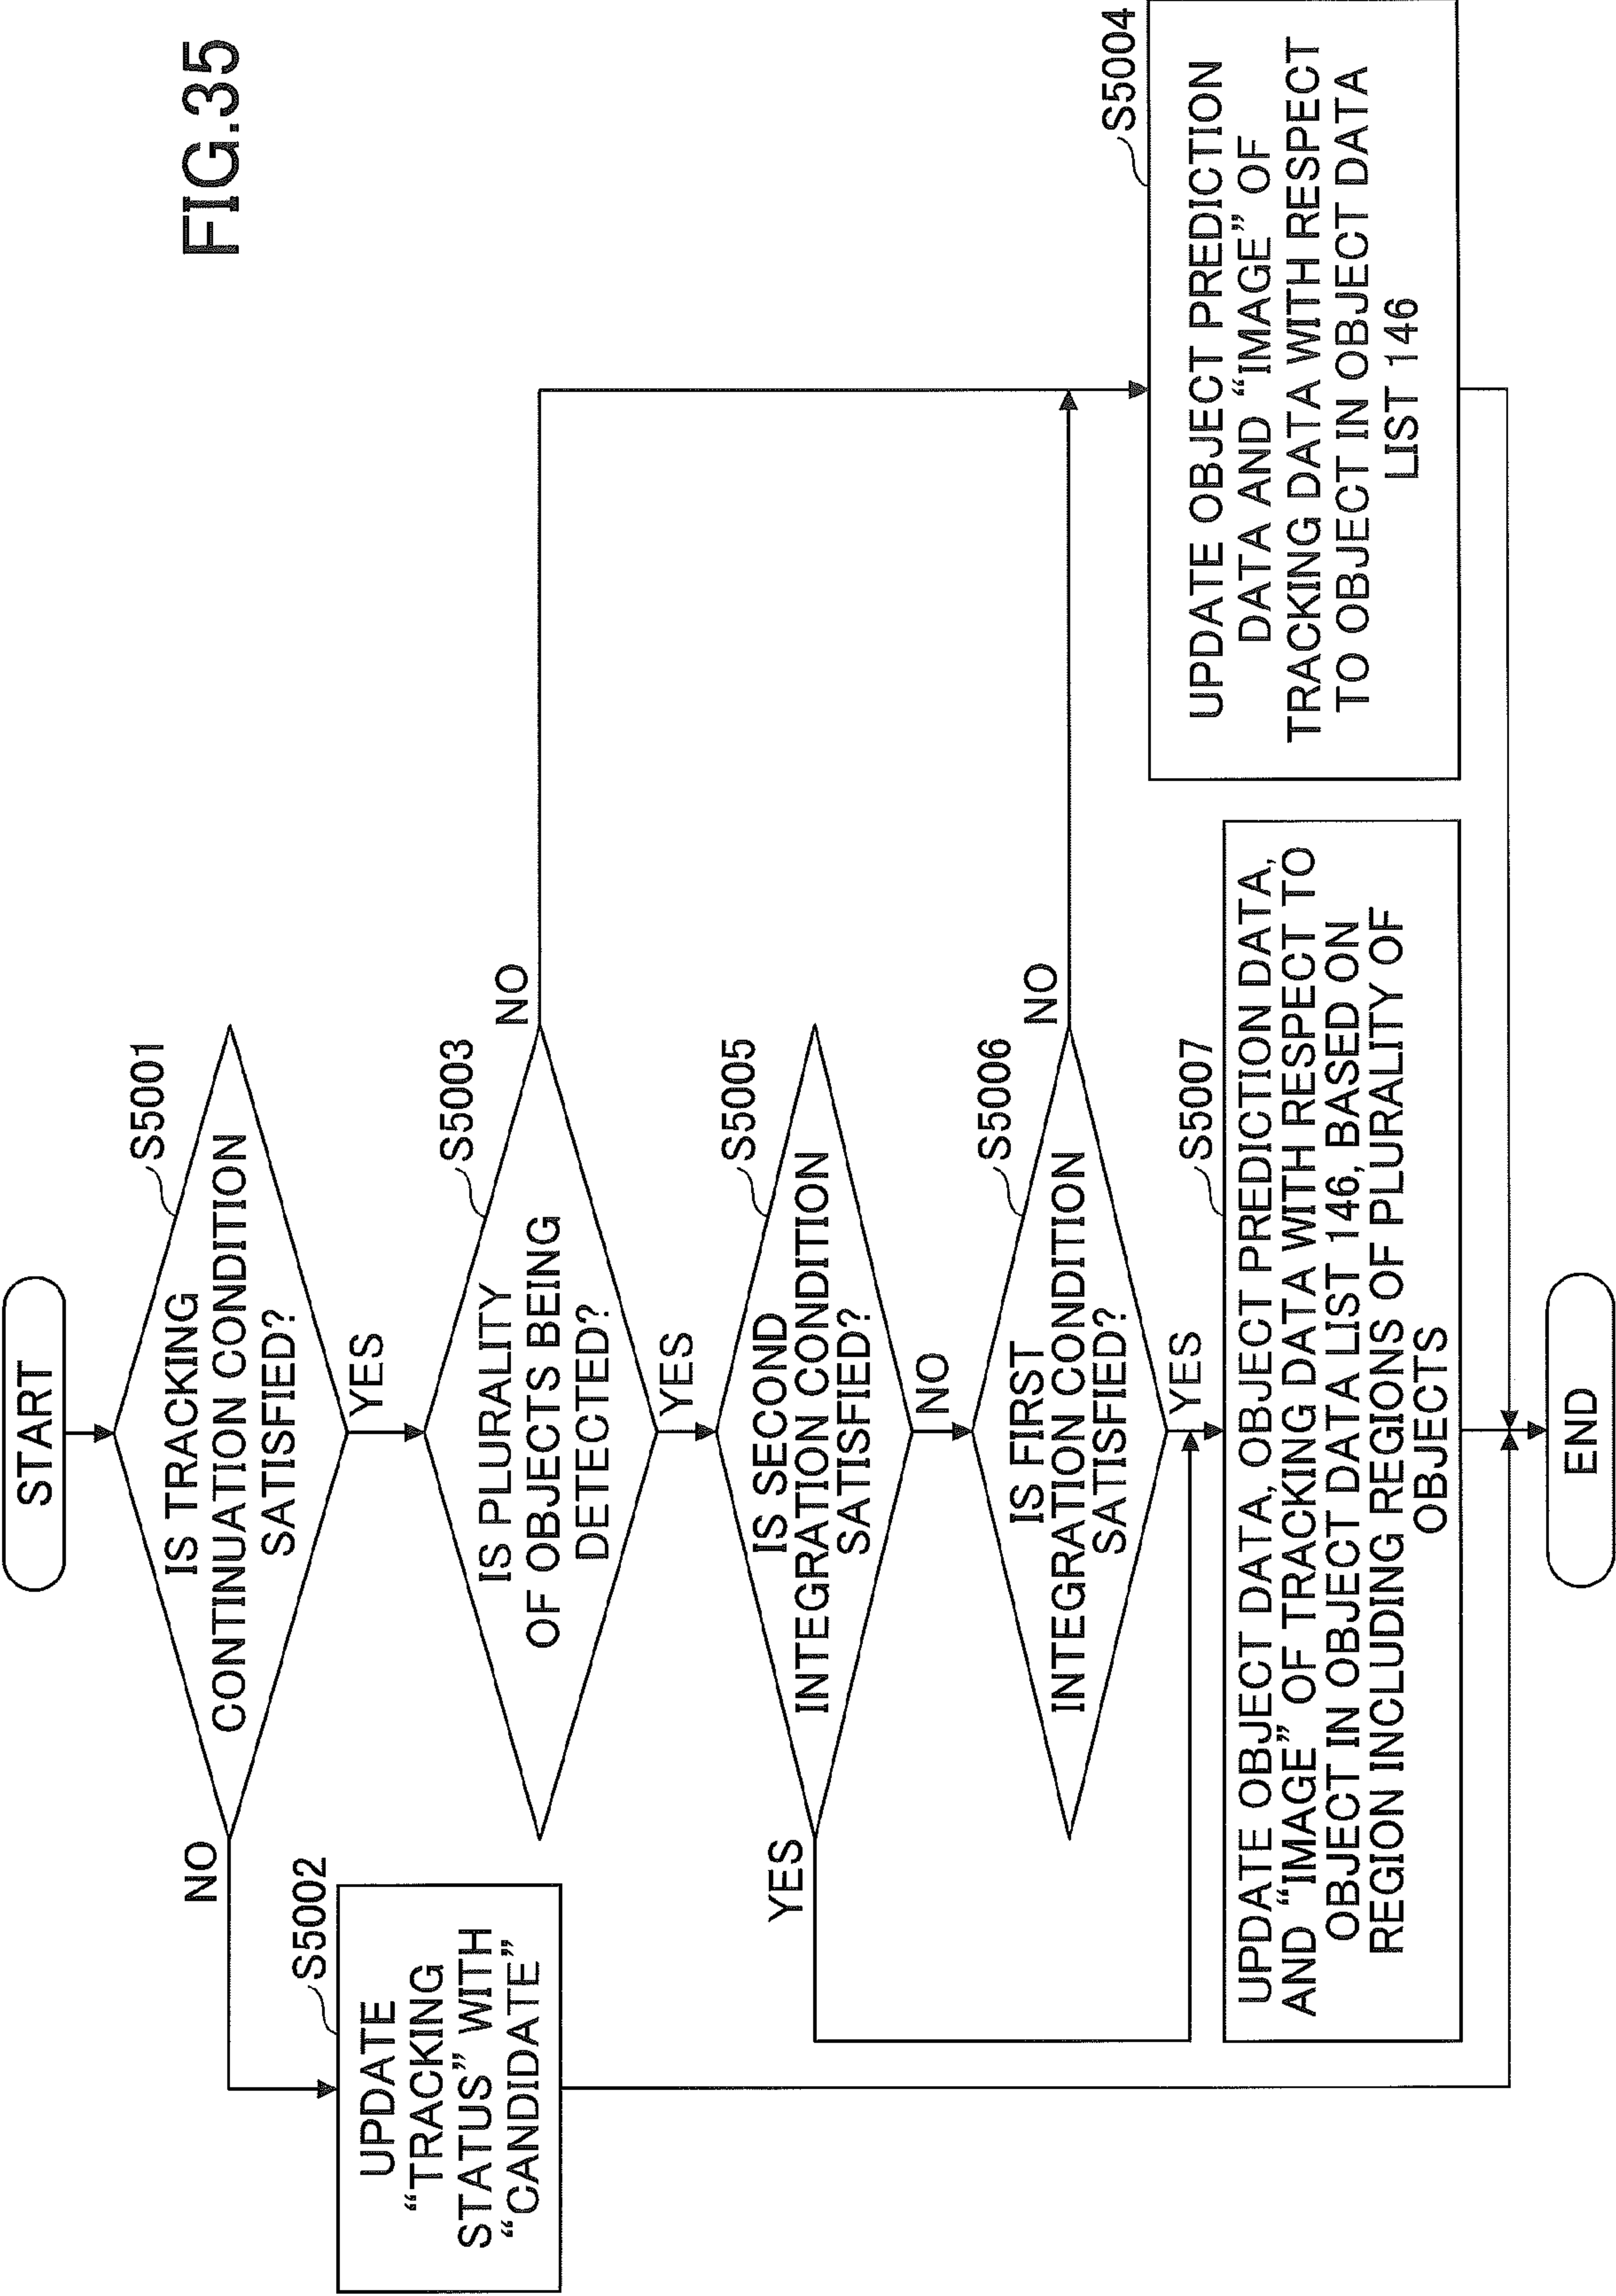 FIG.35
START
S5001
IS TRACKING
CONTINUATION CONDITION
SATISFIED?
NO
YES
S5002
UPDATE
“TRACKING
STATUS” WITH
“CANDIDATE”
S5003
IS PLURALITY
OF OBJECTS BEING
DETECTED?
NO
YES
S5005
IS SECOND
INTEGRATION CONDITION
SATISFIED?
YES
NO
S5006
IS FIRST
INTEGRATION CONDITION
SATISFIED?
NO
YES
S5007
UPDATE OBJECT DATA, OBJECT PREDICTION DATA,
AND “IMAGE” OF TRACKING DATA WITH RESPECT TO
OBJECT IN OBJECT DATA LIST 146, BASED ON
REGION INCLUDING REGIONS OF PLURALITY OF
OBJECTS
S5004
UPDATE OBJECT PREDICTION
DATA AND “IMAGE” OF
TRACKING DATA WITH RESPECT
TO OBJECT IN OBJECT DATA
LIST 146
END